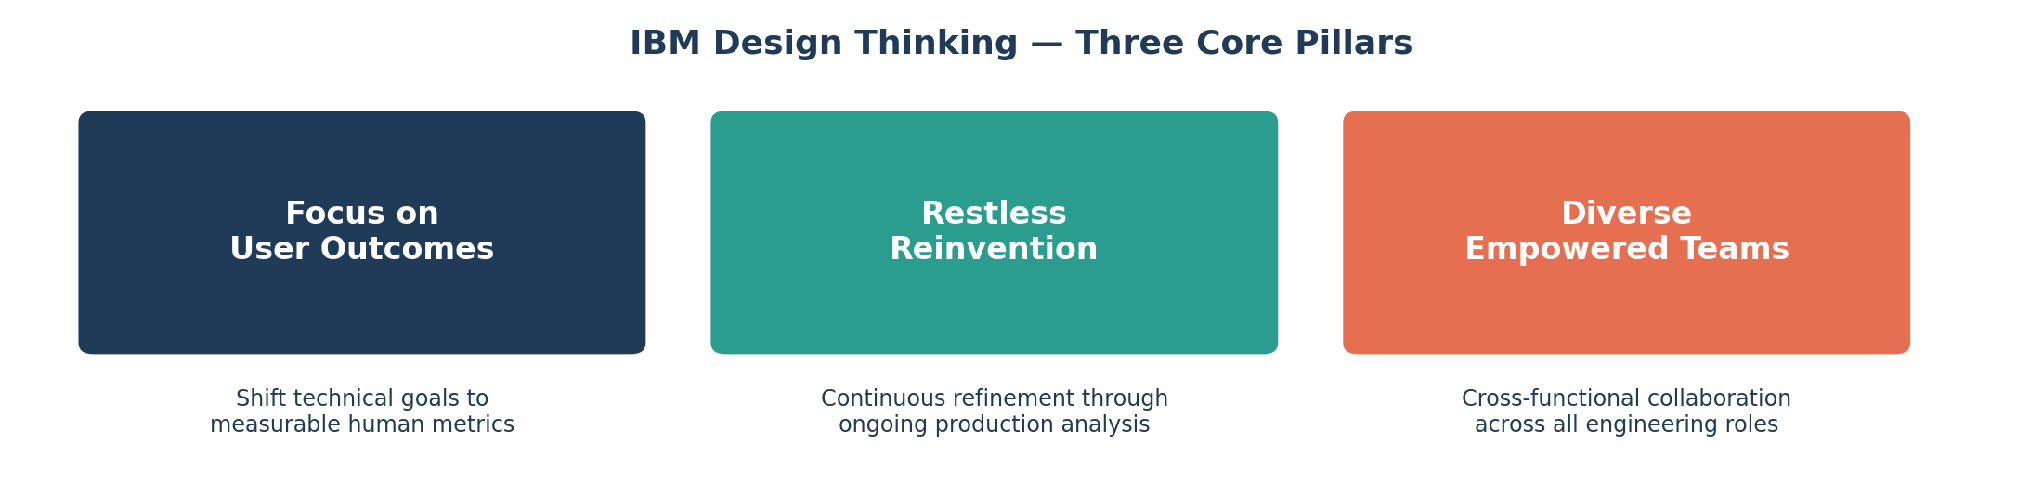 IBM Design Thinking — Three Core Pillars
Focus on
User Outcomes
Shift technical goals to
measurable human metrics
Restless
Reinvention
Continuous refinement through
ongoing production analysis
Diverse
Empowered Teams
Cross-functional collaboration
across all engineering roles